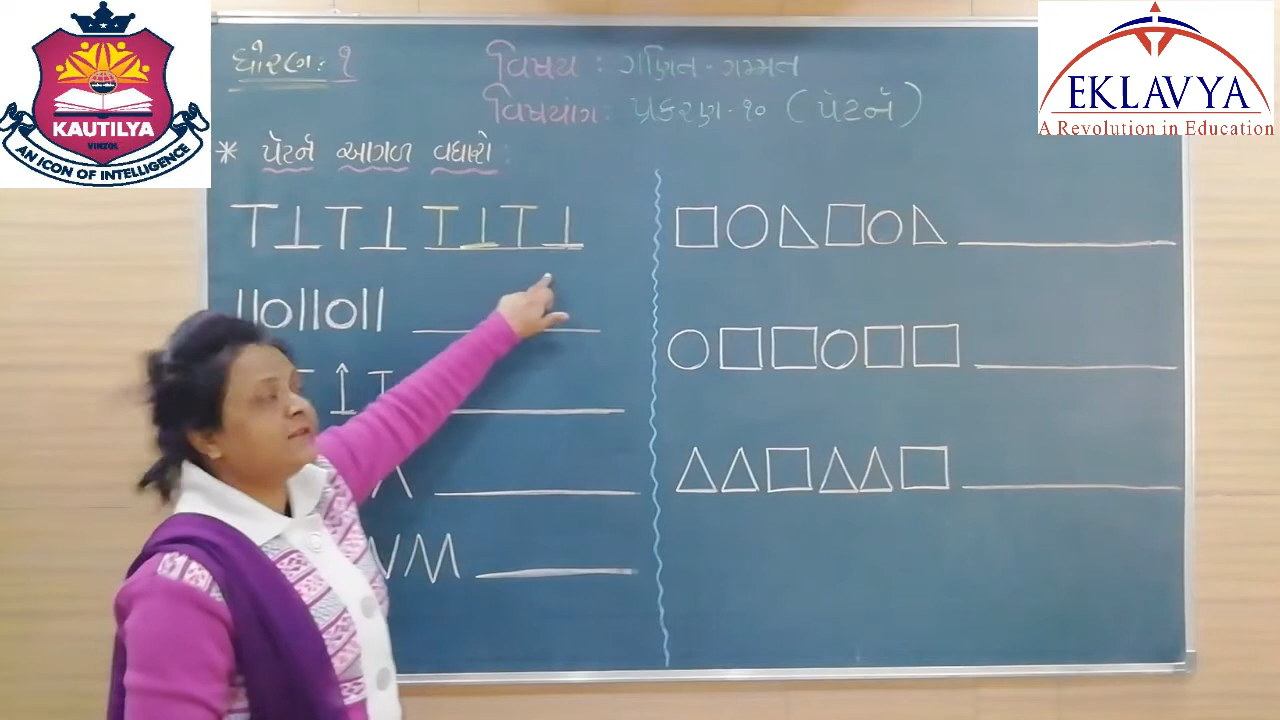 KAUTILYA
VINZOL
AN ICON OF INTELLIGENCE
EKLAVYA
A Revolution in Education
ધોરણ: ૧
વિષય : ગણિત-ગમ્મત
વિષયાંગ: પ્રકરણ-૧૦ (પેટર્ન)
* પેટર્ન આગળ વધારો: